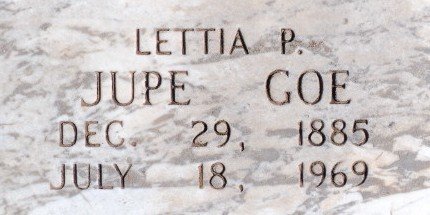 LETTIA P.
JUPE GOE
DEC. 29, 1885
JULY 18, 1969